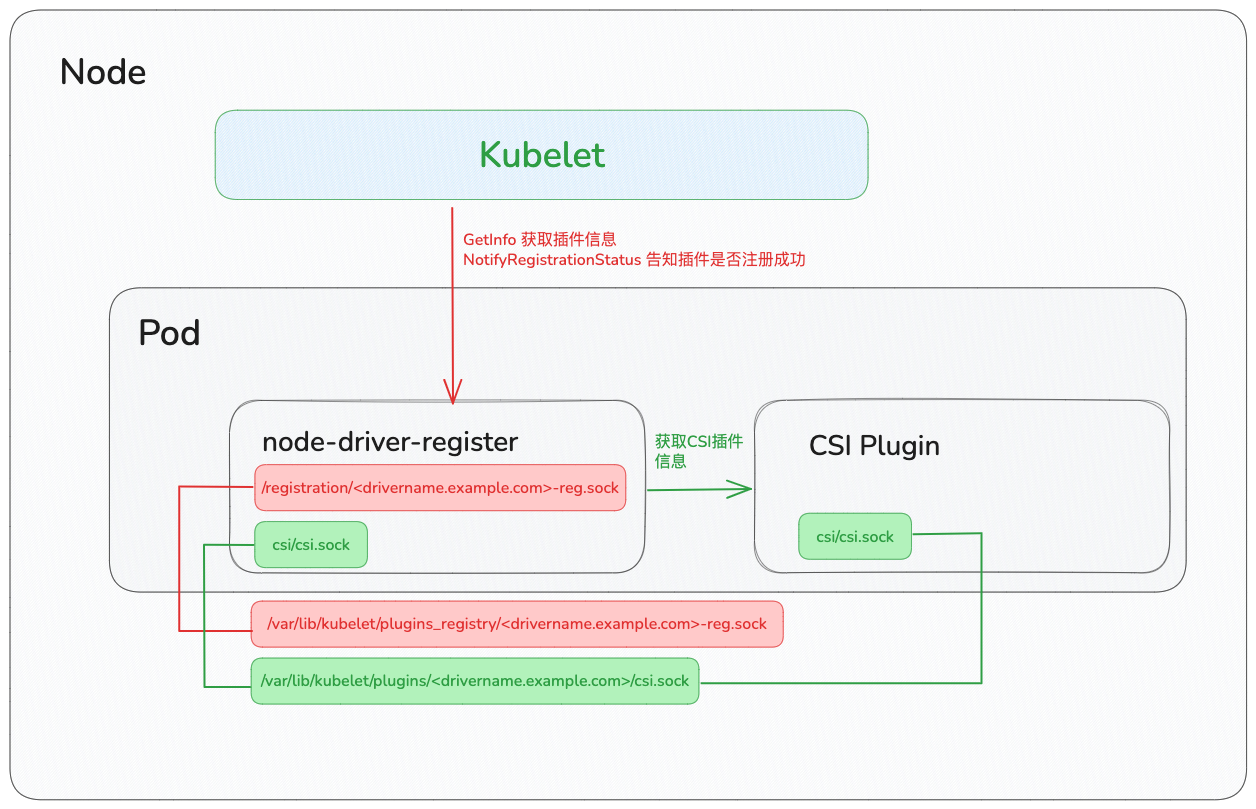 Node
Kubelet
GetInfo 获取插件信息
NotifyRegistrationStatus 告知插件是否注册成功
Pod
node-driver-register
/registration/<drivername.example.com>-reg.sock
csi/csi.sock
获取CSI插件
信息
CSI Plugin
csi/csi.sock
/var/lib/kubelet/plugins_registry/<drivername.example.com>-reg.sock
/var/lib/kubelet/plugins/<drivername.example.com>/csi.sock